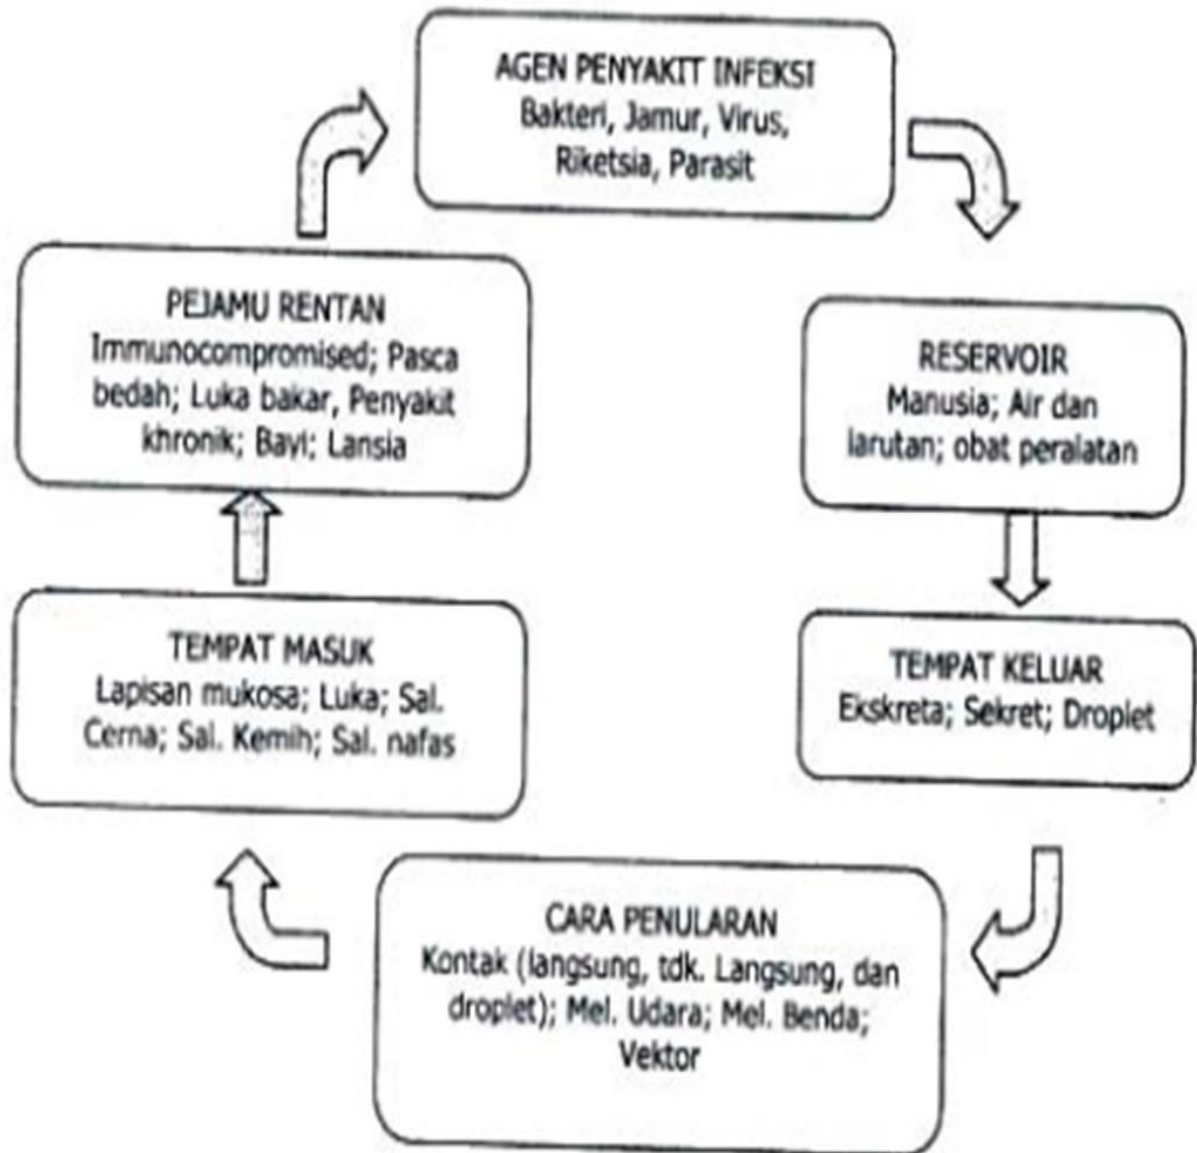 AGEN PENYAKIT INFEKSI
Bakteri, Jamur, Virus,
Riketsia, Parasit
RESERVOIR
Manusia; Air dan
larutan; obat peralatan
TEMPAT KELUAR
Ekskreta; Sekret; Droplet
CARA PENULARAN
Kontak (langsung, tdk. Langsung, dan
droplet); Mel. Udara; Mel. Benda;
Vektor
TEMPAT MASUK
Lapisan mukosa; Luka; Sal.
Cerna; Sal. Kemih; Sal. nafas
PEJAMU RENTAN
Immunocompromised; Pasca
bedah; Luka bakar, Penyakit
khronik; Bayi; Lansia